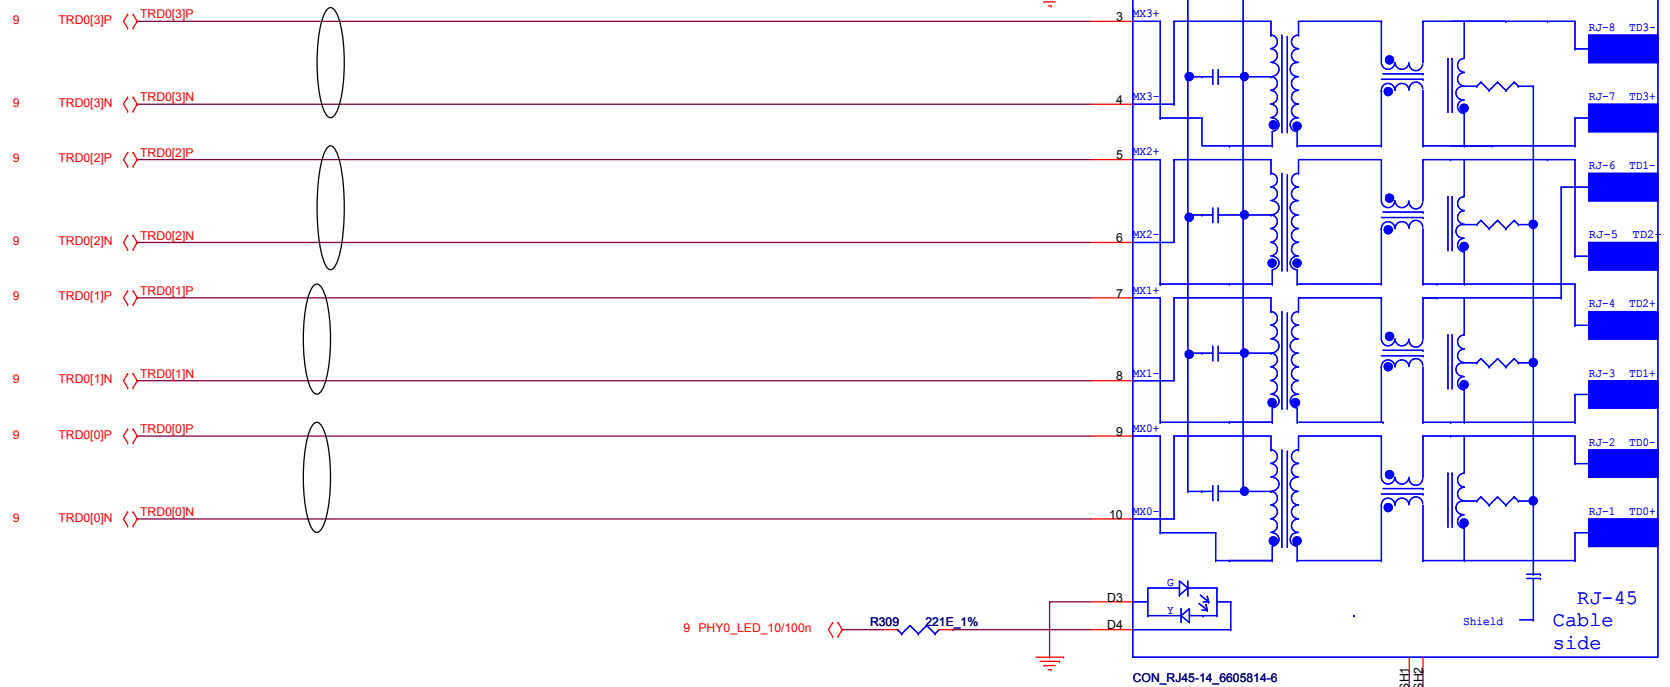 9 TRD0[3]P TRD0[3]P 3 MX3+
RJ-8 TD3-
9 TRD0[3]N TRD0[3]N 4 MX3-
RJ-7 TD3+
9 TRD0[2]P TRD0[2]P 5 MX2+
RJ-6 TD1-
9 TRD0[2]N TRD0[2]N 6 MX2-
RJ-5 TD2+
9 TRD0[1]P TRD0[1]P 7 MX1+
RJ-4 TD2+
9 TRD0[1]N TRD0[1]N 8 MX1-
RJ-3 TD1+
9 TRD0[0]P TRD0[0]P 9 MX0+
RJ-2 TD0-
9 TRD0[0]N TRD0[0]N 10 MX0-
RJ-1 TD0+
G
D3
Y
9 PHY0_LED_10/100n R309 221E_1% D4
Shield
RJ-45
Cable
side
CON_RJ45-14_6605814-6
SH1
SH2